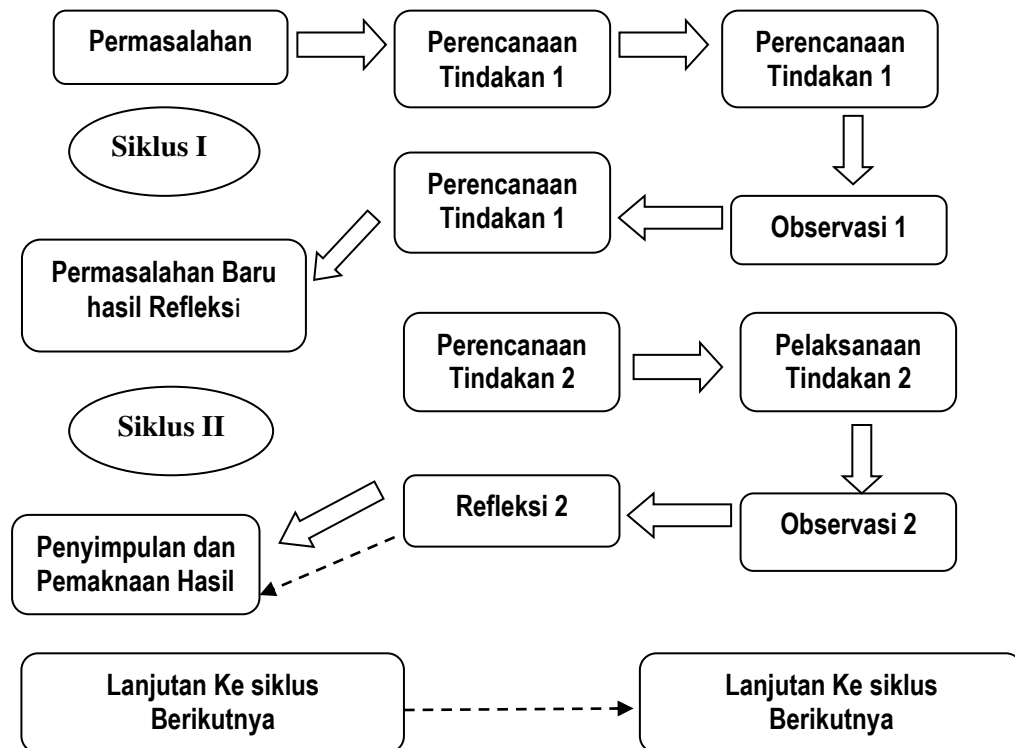 Permasalahan
Perencanaan
Tindakan 1
Perencanaan
Tindakan 1
Siklus I
Perencanaan
Tindakan 1
Observasi 1
Permasalahan Baru
hasil Refleksi
Perencanaan
Tindakan 2
Pelaksanaan
Tindakan 2
Siklus II
Refleksi 2
Observasi 2
Penyimpulan dan
Pemaknaan Hasil
Lanjutan Ke siklus
Berikutnya
Lanjutan Ke siklus
Berikutnya